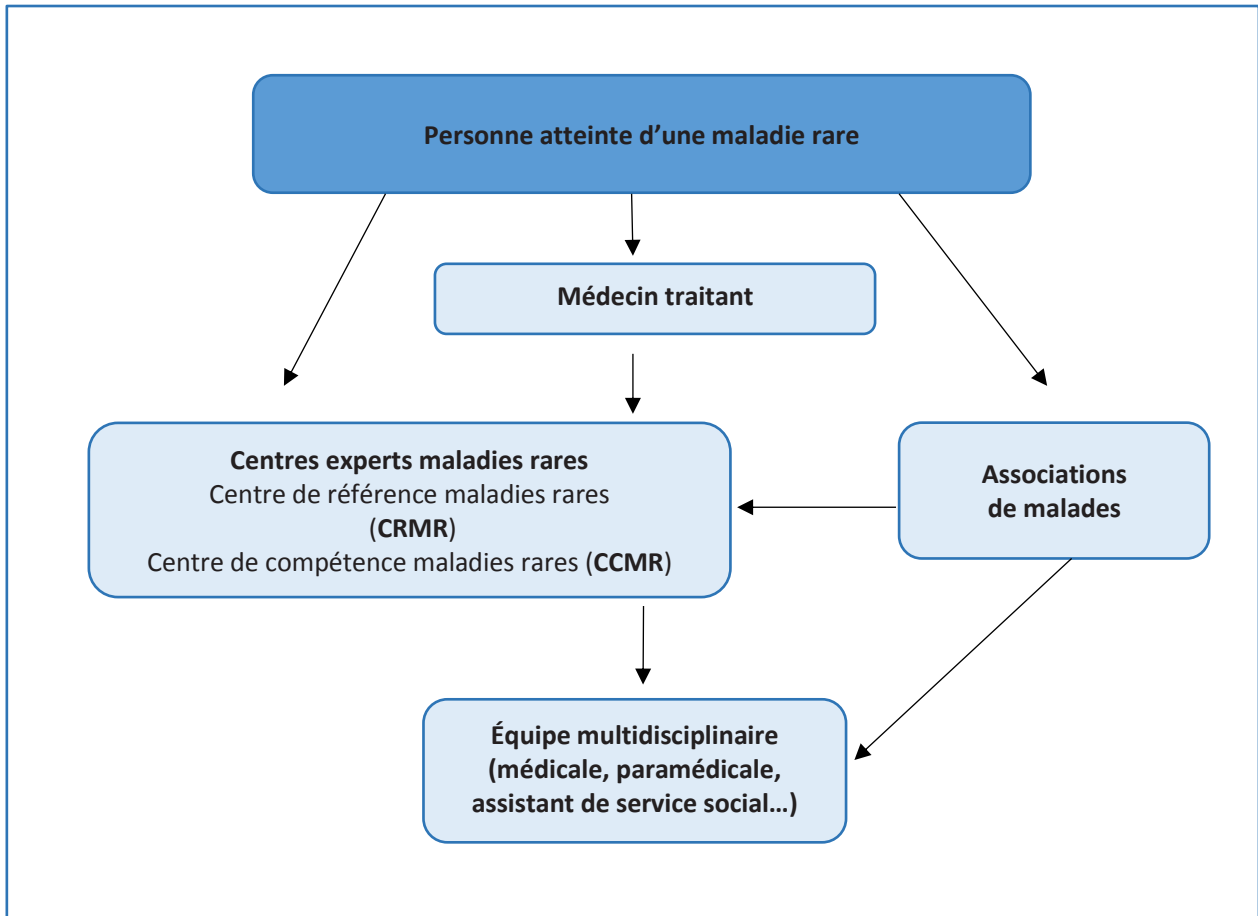 Personne atteinte d’une maladie rare
Médecin traitant
Centres experts maladies rares
Centre de référence maladies rares
(CRMR)
Centre de compétence maladies rares (CCMR)
Associations
de malades
Équipe multidisciplinaire
(médicale, paramédicale,
assistant de service social…)